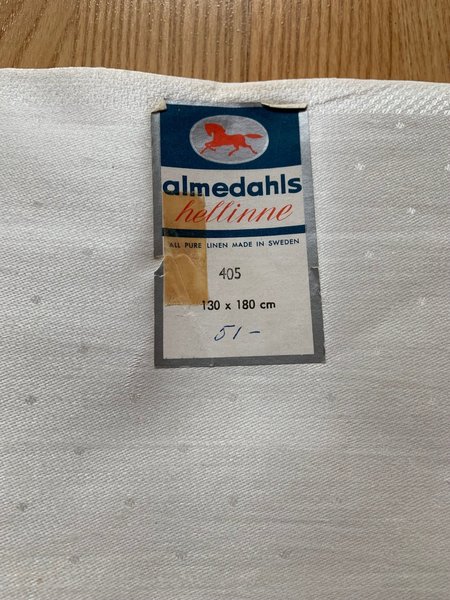 almedahls
hellinne
ALL PURE LINEN MADE IN SWEDEN
405
130 x 180 cm
51-